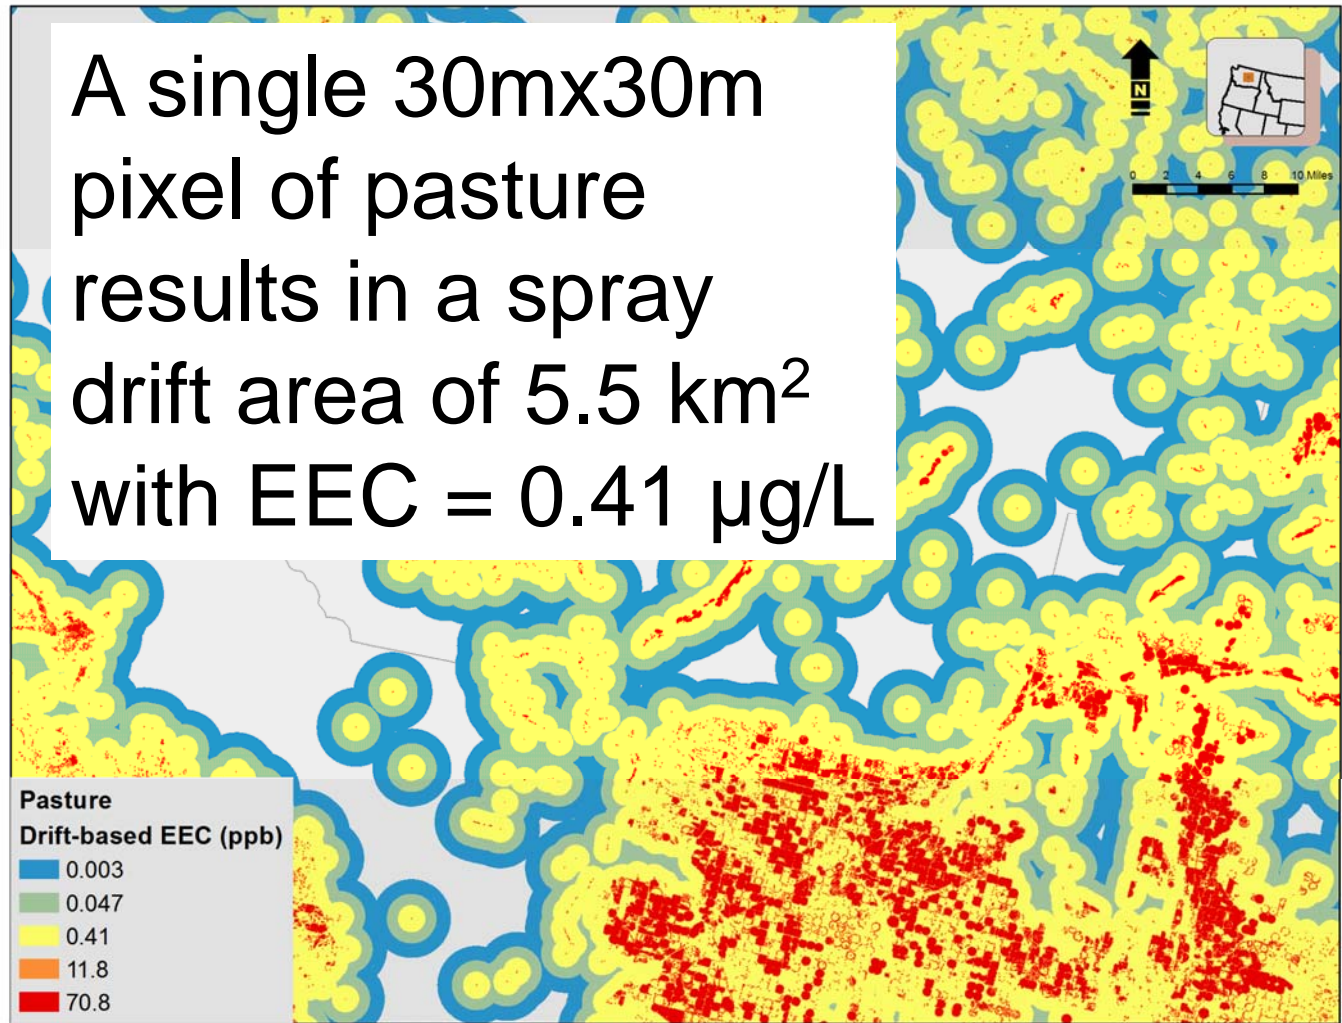 A single 30mx30m
pixel of pasture
results in a spray
drift area of 5.5 km²
with EEC = 0.41 µg/L
N
0 2 4 6 8 10 Miles
Pasture
Drift-based EEC (ppb)
0.003
0.047
0.41
11.8
70.8